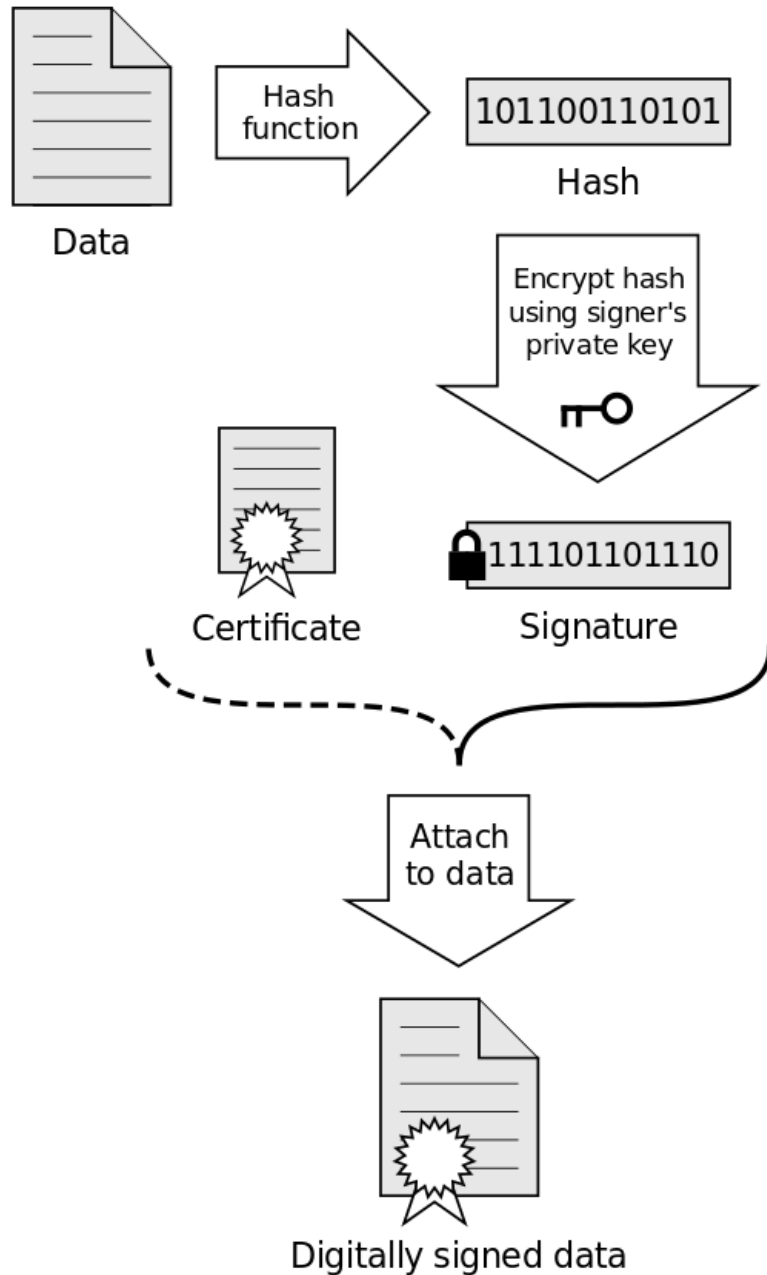 Hash
function
101100110101
Hash
Data
Encrypt hash
using signer's
private key
111101101110
Certificate
Signature
Attach
to data
Digitally signed data